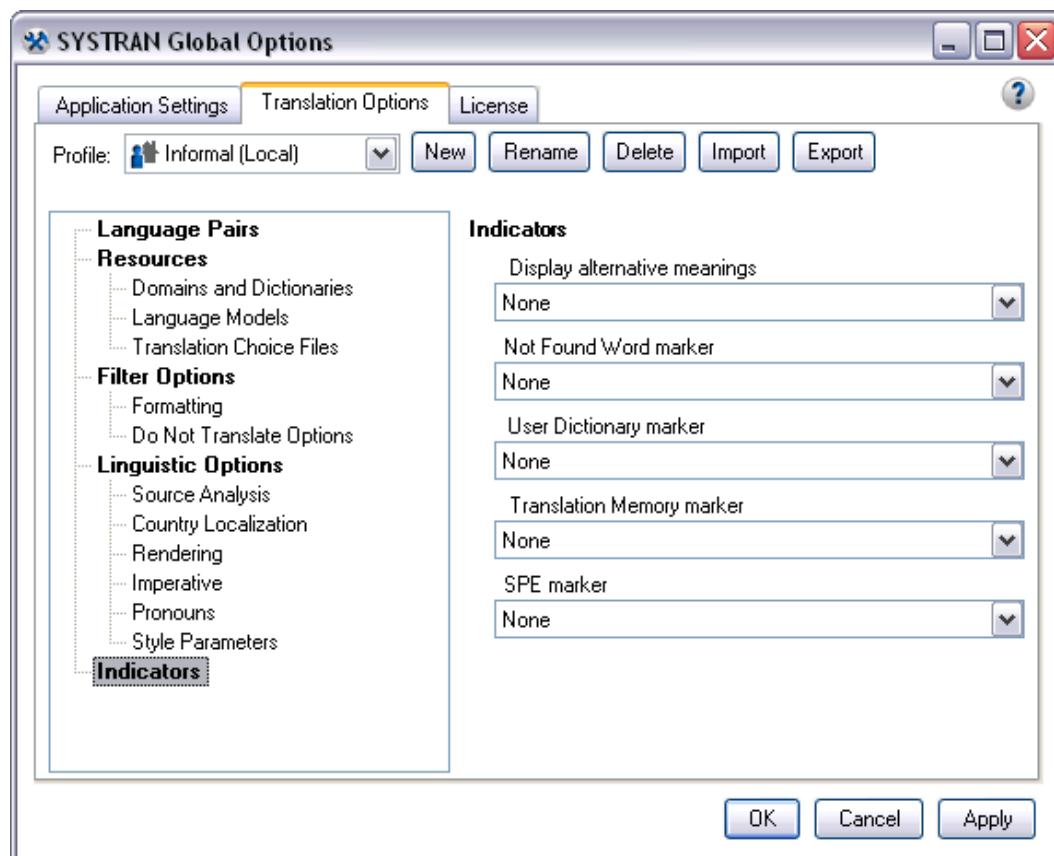 SYSTRAN Global Options
Application Settings
Translation Options
License
?
Profile:
Informal (Local)
New
Rename
Delete
Import
Export
Language Pairs
Resources
Domains and Dictionaries
Language Models
Translation Choice Files
Filter Options
Formatting
Do Not Translate Options
Linguistic Options
Source Analysis
Country Localization
Rendering
Imperative
Pronouns
Style Parameters
Indicators
Indicators
Display alternative meanings
None
Not Found Word marker
None
User Dictionary marker
None
Translation Memory marker
None
SPE marker
None
OK
Cancel
Apply